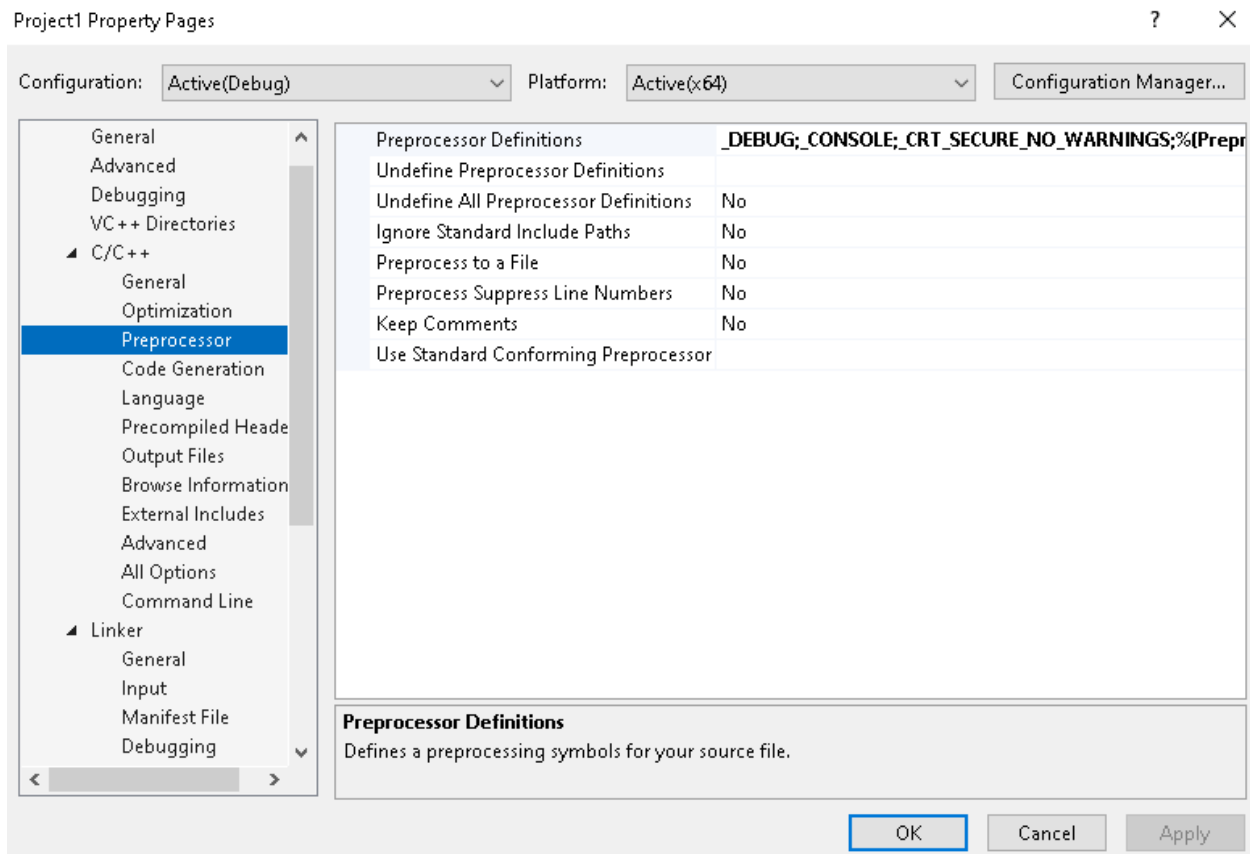 Project1 Property Pages
?
Configuration: Active(Debug) Platform: Active(x64) Configuration Manager...
General
Advanced
Debugging
VC++ Directories
C/C++
General
Optimization
Preprocessor
Code Generation
Language
Precompiled Heade
Output Files
Browse Information
External Includes
Advanced
All Options
Command Line
Linker
General
Input
Manifest File
Debugging
Preprocessor Definitions _DEBUG;_CONSOLE;_CRT_SECURE_NO_WARNINGS;%(Prepr
Undefine Preprocessor Definitions
Undefine All Preprocessor Definitions No
Ignore Standard Include Paths No
Preprocess to a File No
Preprocess Suppress Line Numbers No
Keep Comments No
Use Standard Conforming Preprocessor
Preprocessor Definitions
Defines a preprocessing symbols for your source file.
OK Cancel Apply